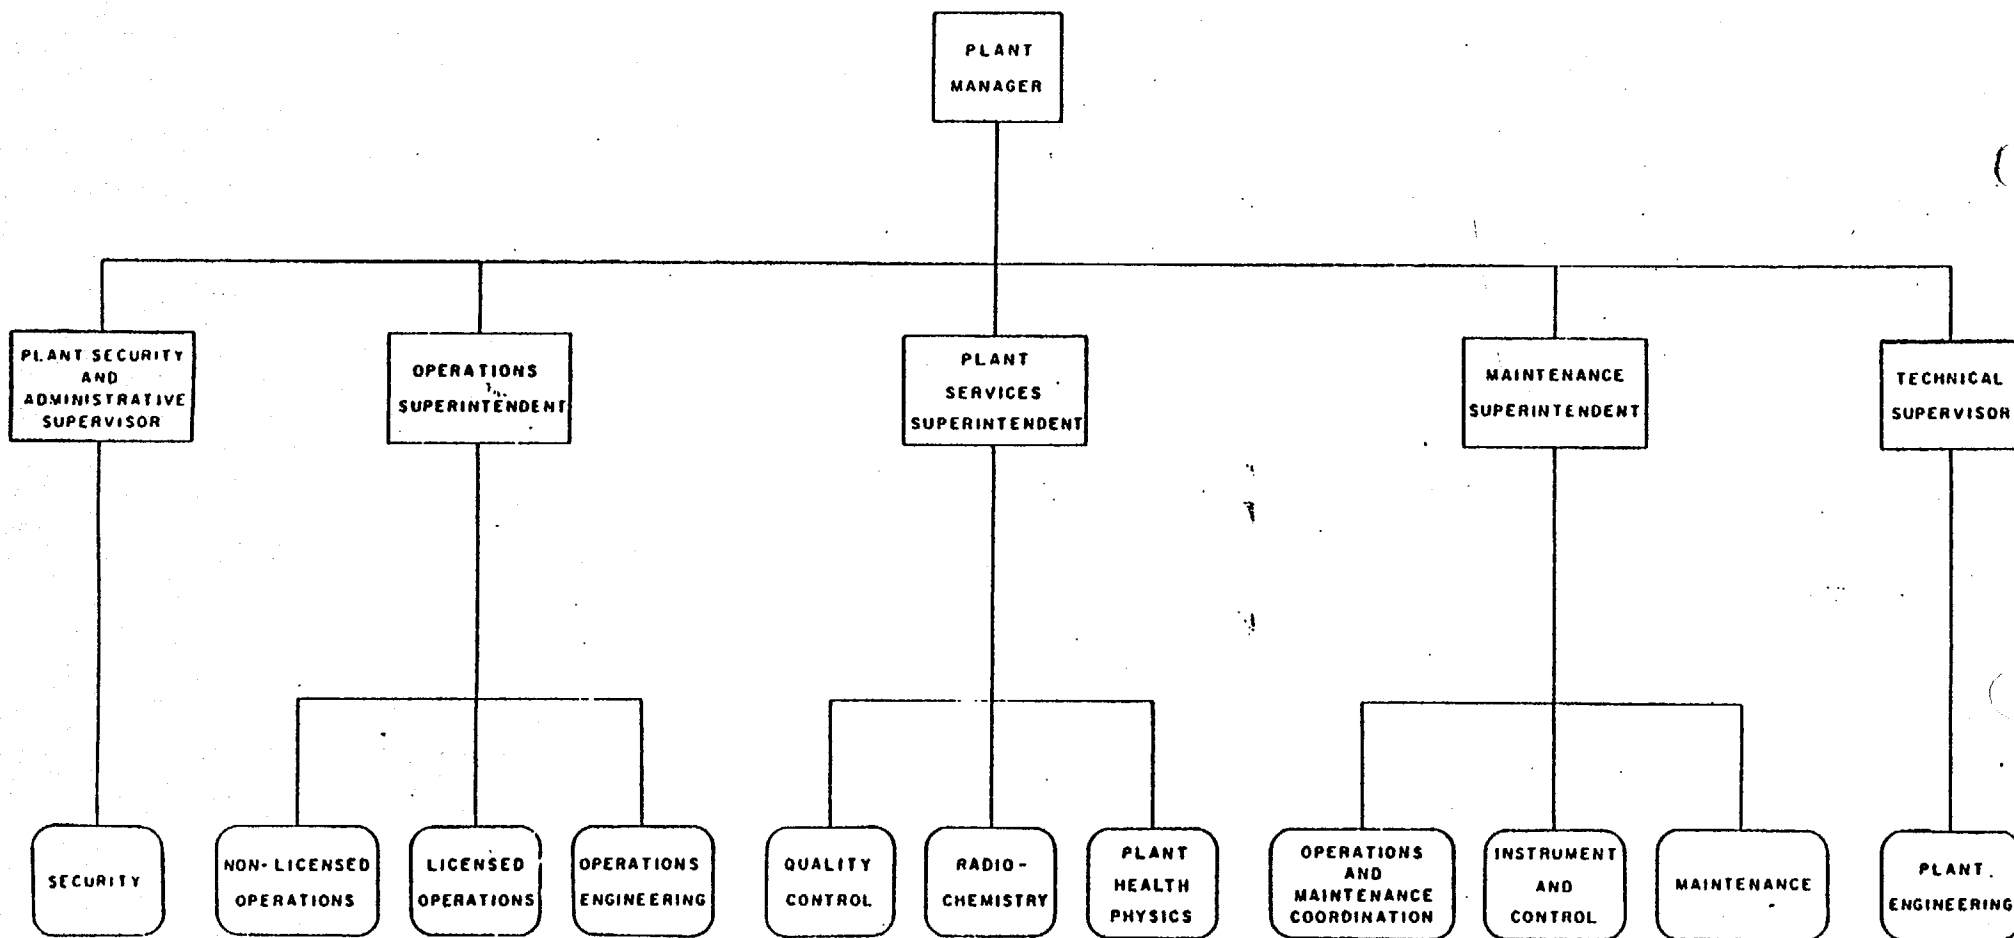 PLANT
MANAGER
PLANT SECURITY
AND
ADMINISTRATIVE
SUPERVISOR
OPERATIONS
SUPERINTENDENT
PLANT
SERVICES
SUPERINTENDENT
MAINTENANCE
SUPERINTENDENT
TECHNICAL
SUPERVISOR
SECURITY
NON-LICENSED
OPERATIONS
LICENSED
OPERATIONS
OPERATIONS
ENGINEERING
QUALITY
CONTROL
RADIO-
CHEMISTRY
PLANT
HEALTH
PHYSICS
OPERATIONS
AND
MAINTENANCE
COORDINATION
INSTRUMENT
AND
CONTROL
MAINTENANCE
PLANT
ENGINEERING